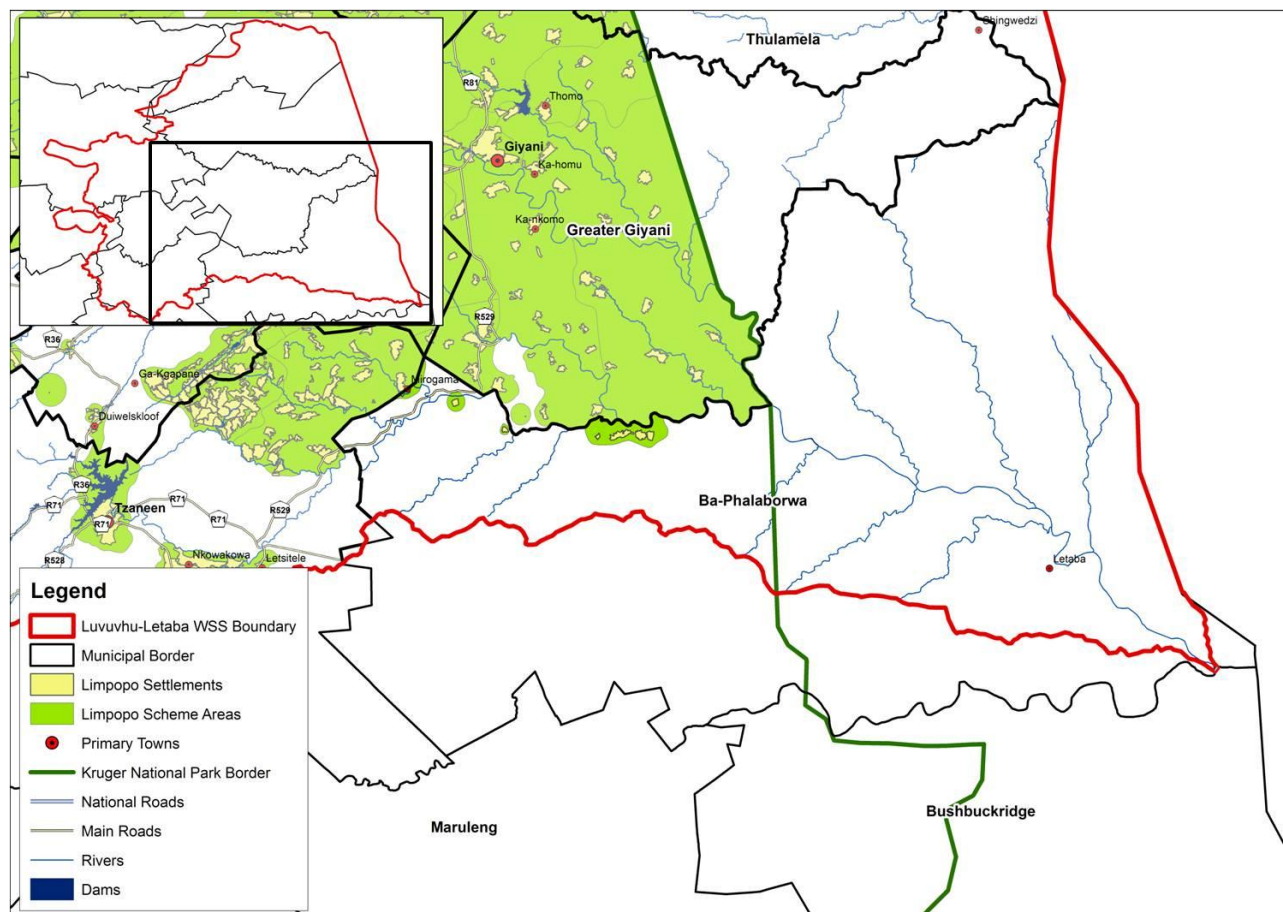 Thulamela
Shingwedzi
R81
Thomo
Giyani
Ka-homu
Ka-nkomo
Greater Giyani
R529
R36
Ga-Kgapane
Mirogama
Duiwelskloof
R36
R71
Tzaneen
R71
R71
R71
R529
Ba-Phalaborwa
R528
Nkowakowa
Letsitele
Letaba
Legend
Luvuvhu-Letaba WSS Boundary
Municipal Border
Limpopo Settlements
Limpopo Scheme Areas
Primary Towns
Kruger National Park Border
National Roads
Main Roads
Rivers
Dams
Maruleng
Bushbuckridge